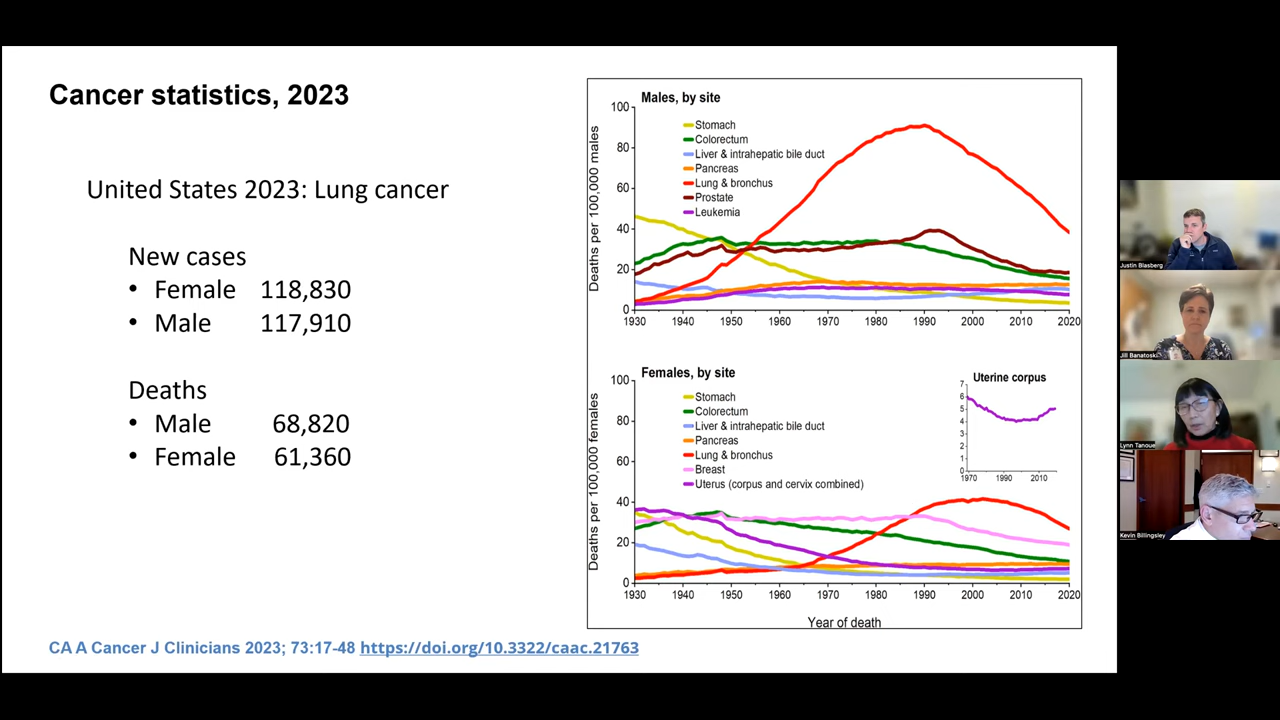 Cancer statistics, 2023
United States 2023: Lung cancer
New cases
• Female 118,830
• Male 117,910
Deaths
• Male 68,820
• Female 61,360
CA A Cancer J Clinicians 2023; 73:17-48 https://doi.org/10.3322/caac.21763
Males, by site
Deaths per 100,000 males
100
80
60
40
20
0
Stomach
Colorectum
Liver & intrahepatic bile duct
Pancreas
Lung & bronchus
Prostate
Leukemia
1930 1940 1950 1960 1970 1980 1990 2000 2010 2020
Females, by site
Deaths per 100,000 females
100
80
60
40
20
0
Stomach
Colorectum
Liver & intrahepatic bile duct
Pancreas
Lung & bronchus
Breast
Uterus (corpus and cervix combined)
Uterine corpus
7
6
5
4
3
2
1
0
1970 1990 2010
1930 1940 1950 1960 1970 1980 1990 2000 2010 2020
Year of death
Justin Blasberg
Jill Banatoski
Lynn Tanoue
Kevin Billingsley